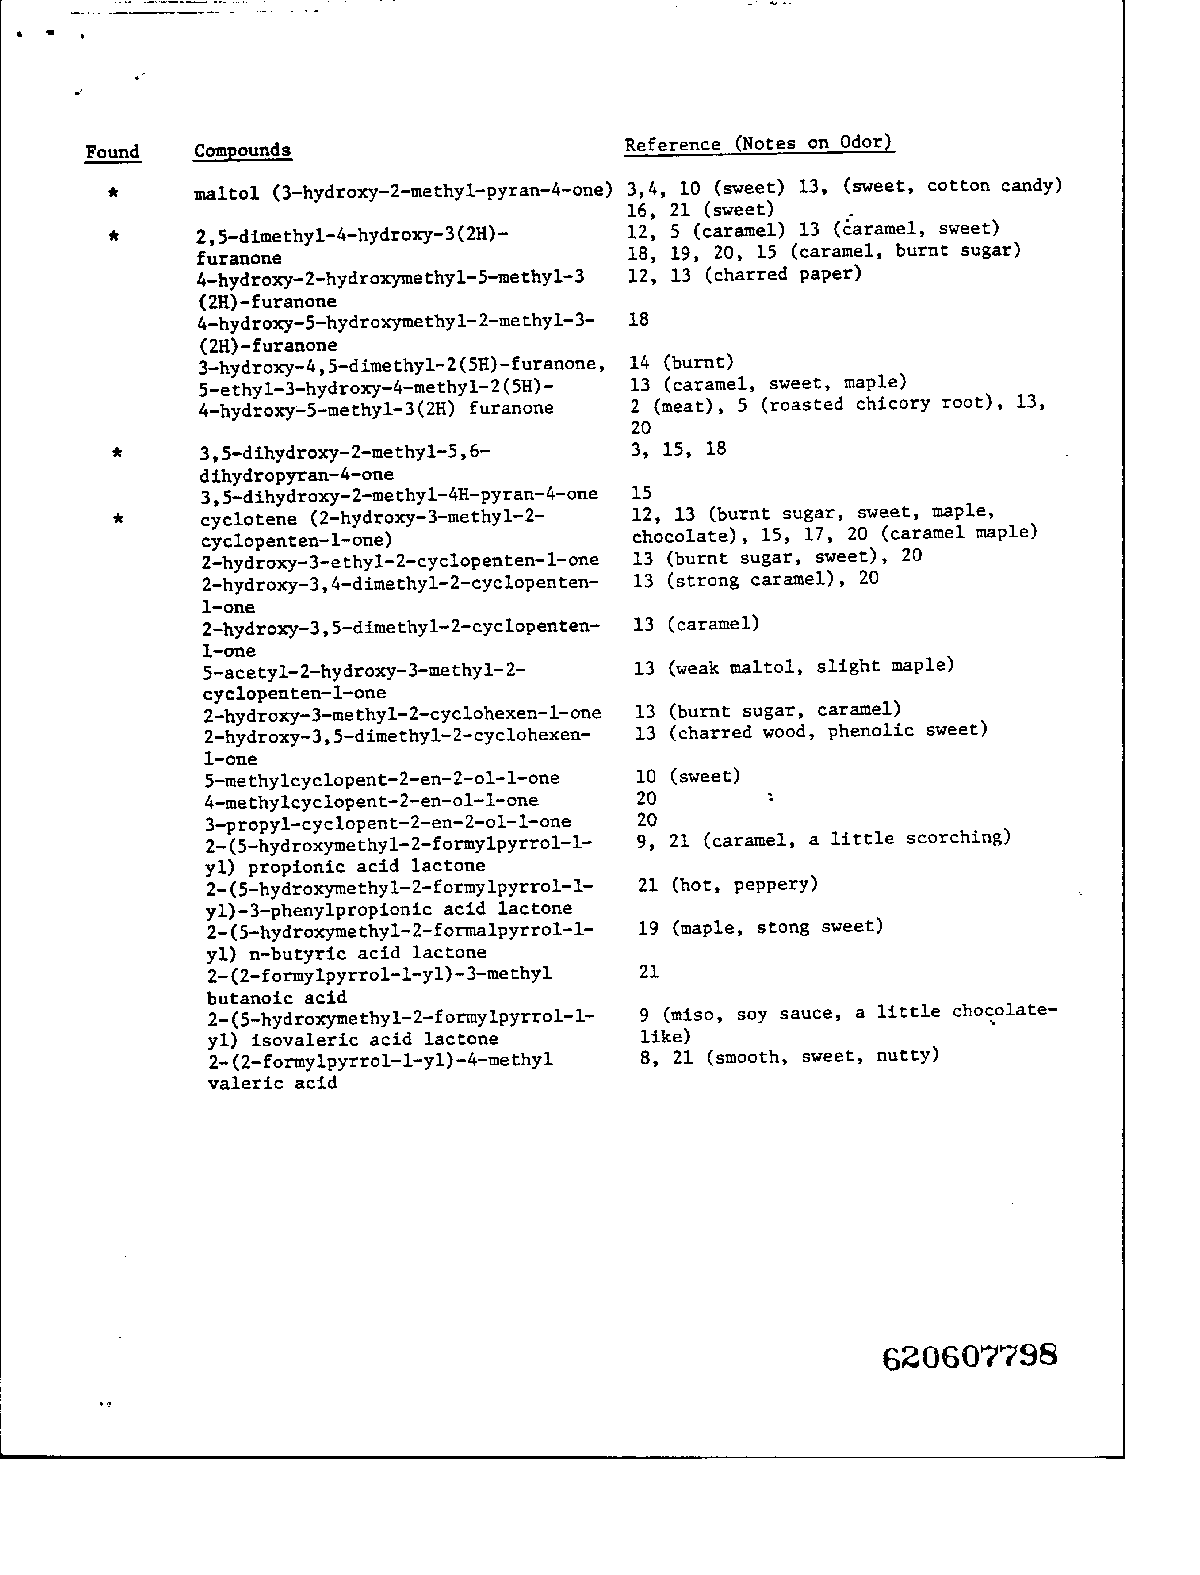 Found Compounds Reference (Notes on Odor)
* maltol (3-hydroxy-2-methyl-pyran-4-one) 3,4, 10 (sweet) 13, (sweet, cotton candy)
16, 21 (sweet)
* 2,5-dimethyl-4-hydroxy-3(2H)- 12, 5 (caramel) 13 (caramel, sweet)
furanone 18, 19, 20, 15 (caramel, burnt sugar)
4-hydroxy-2-hydroxymethyl-5-methyl-3 12, 13 (charred paper)
(2H)-furanone
4-hydroxy-5-hydroxymethyl-2-methyl-3- 18
(2H)-furanone
3-hydroxy-4,5-dimethyl-2(5H)-furanone, 14 (burnt)
5-ethyl-3-hydroxy-4-methyl-2(5H)- 13 (caramel, sweet, maple)
4-hydroxy-5-methyl-3(2H) furanone 2 (meat), 5 (roasted chicory root), 13,
20
* 3,5-dihydroxy-2-methyl-5,6- 3, 15, 18
dihydropyran-4-one
3,5-dihydroxy-2-methyl-4H-pyran-4-one 15
* cyclotene (2-hydroxy-3-methyl-2- 12, 13 (burnt sugar, sweet, maple,
cyclopenten-1-one) chocolate), 15, 17, 20 (caramel maple)
2-hydroxy-3-ethyl-2-cyclopenten-1-one 13 (burnt sugar, sweet), 20
2-hydroxy-3,4-dimethyl-2-cyclopenten- 13 (strong caramel), 20
1-one
2-hydroxy-3,5-dimethyl-2-cyclopenten- 13 (caramel)
1-one
5-acetyl-2-hydroxy-3-methyl-2- 13 (weak maltol, slight maple)
cyclopenten-1-one
2-hydroxy-3-methyl-2-cyclohexen-1-one 13 (burnt sugar, caramel)
2-hydroxy-3,5-dimethyl-2-cyclohexen- 13 (charred wood, phenolic sweet)
1-one
5-methylcyclopent-2-en-2-ol-1-one 10 (sweet)
4-methylcyclopent-2-en-ol-1-one 20
3-propyl-cyclopent-2-en-2-ol-1-one 20
2-(5-hydroxymethyl-2-formylpyrrol-1- 9, 21 (caramel, a little scorching)
yl) propionic acid lactone
2-(5-hydroxymethyl-2-formylpyrrol-1- 21 (hot, peppery)
yl)-3-phenylpropionic acid lactone
2-(5-hydroxymethyl-2-formalpyrrol-1- 19 (maple, stong sweet)
yl) n-butyric acid lactone
2-(2-formylpyrrol-1-yl)-3-methyl 21
butanoic acid
2-(5-hydroxymethyl-2-formylpyrrol-1- 9 (miso, soy sauce, a little chocolate-
yl) isovaleric acid lactone like)
2-(2-formylpyrrol-1-yl)-4-methyl 8, 21 (smooth, sweet, nutty)
valeric acid
620607798